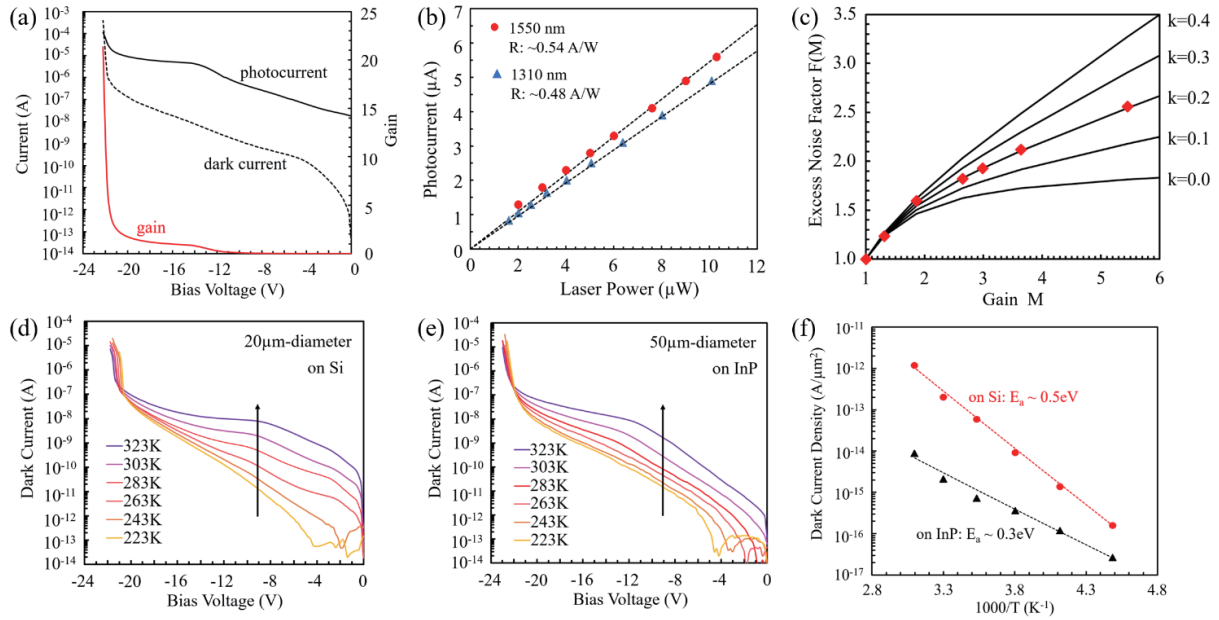 (a)
10⁻³
10⁻⁴
10⁻⁵
10⁻⁶
10⁻⁷
10⁻⁸
10⁻⁹
10⁻¹⁰
10⁻¹¹
10⁻¹²
10⁻¹³
10⁻¹⁴
Current (A)
25
20
15
10
5
0
Gain
photocurrent
dark current
gain
-24 -20 -16 -12 -8 -4 0
Bias Voltage (V)
(b)
7
6
5
4
3
2
1
0
Photocurrent (µA)
1550 nm
R: ~0.54 A/W
1310 nm
R: ~0.48 A/W
0 2 4 6 8 10 12
Laser Power (µW)
(c)
3.5
3.0
2.5
2.0
1.5
1.0
Excess Noise Factor F(M)
k=0.4
k=0.3
k=0.2
k=0.1
k=0.0
1 2 3 4 5 6
Gain M
(d)
10⁻⁴
10⁻⁵
10⁻⁶
10⁻⁷
10⁻⁸
10⁻⁹
10⁻¹⁰
10⁻¹¹
10⁻¹²
10⁻¹³
10⁻¹⁴
Dark Current (A)
20µm-diameter
on Si
323K
303K
283K
263K
243K
223K
-24 -20 -16 -12 -8 -4 0
Bias Voltage (V)
(e)
10⁻⁴
10⁻⁵
10⁻⁶
10⁻⁷
10⁻⁸
10⁻⁹
10⁻¹⁰
10⁻¹¹
10⁻¹²
10⁻¹³
10⁻¹⁴
Dark Current (A)
50µm-diameter
on InP
323K
303K
283K
263K
243K
223K
-24 -20 -16 -12 -8 -4 0
Bias Voltage (V)
(f)
10⁻¹¹
10⁻¹²
10⁻¹³
10⁻¹⁴
10⁻¹⁵
10⁻¹⁶
10⁻¹⁷
Dark Current Density (A/µm²)
on Si: Eₐ ~ 0.5eV
on InP: Eₐ ~ 0.3eV
2.8 3.3 3.8 4.3 4.8
1000/T (K⁻¹)